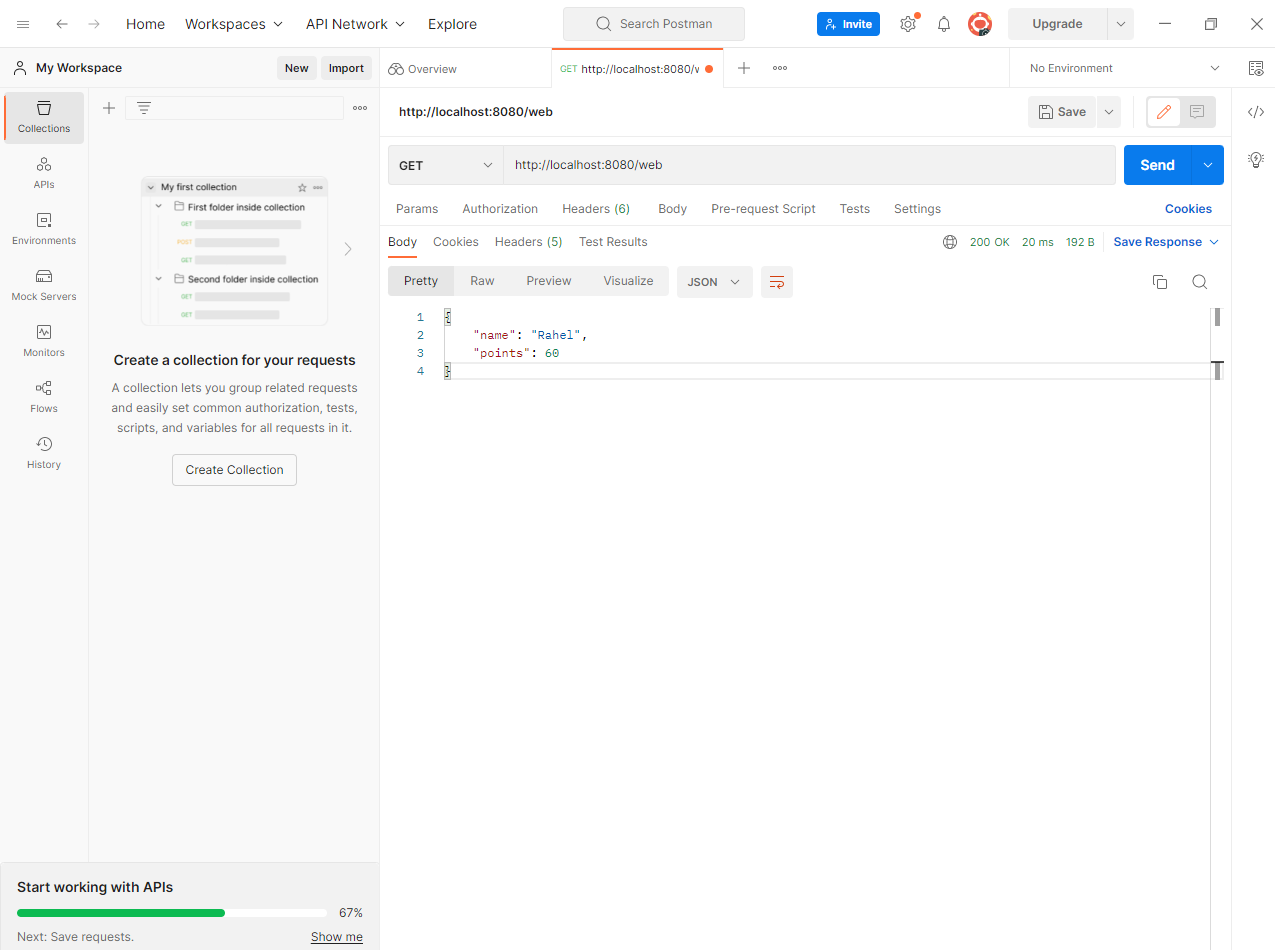 Home Workspaces API Network Explore Search Postman Invite Upgrade
My Workspace New Import Overview GET http://localhost:8080/v No Environment
Collections
APIs
Environments
Mock Servers
Monitors
Flows
History
My first collection
First folder inside collection
GET
POST
GET
Second folder inside collection
GET
GET
Create a collection for your requests
A collection lets you group related requests
and easily set common authorization, tests,
scripts, and variables for all requests in it.
Create Collection
Start working with APIs
67%
Next: Save requests. Show me
http://localhost:8080/web Save
GET http://localhost:8080/web Send
Params Authorization Headers (6) Body Pre-request Script Tests Settings Cookies
Body Cookies Headers (5) Test Results 200 OK 20 ms 192 B Save Response
Pretty Raw Preview Visualize JSON
1 {
2 "name": "Rahel",
3 "points": 60
4 }